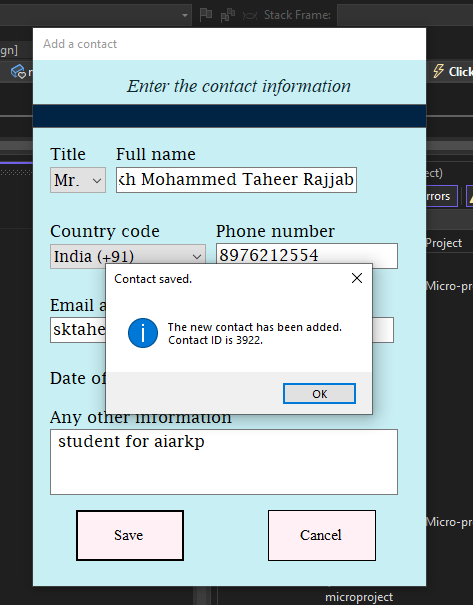 Stack Frame:
Add a contact
gn]
Click
Enter the contact information
Title
Full name
Mr.
kh Mohammed Taheer Rajjab
Country code
Phone number
India (+91)
8976212554
ct)
rrors
Project
Contact saved.
Micro-pr
Email a
The new contact has been added.
Contact ID is 3922.
sktahe
Date of
OK
Any other information
student for aiarkp
Save
Cancel
Micro-pr
microproject